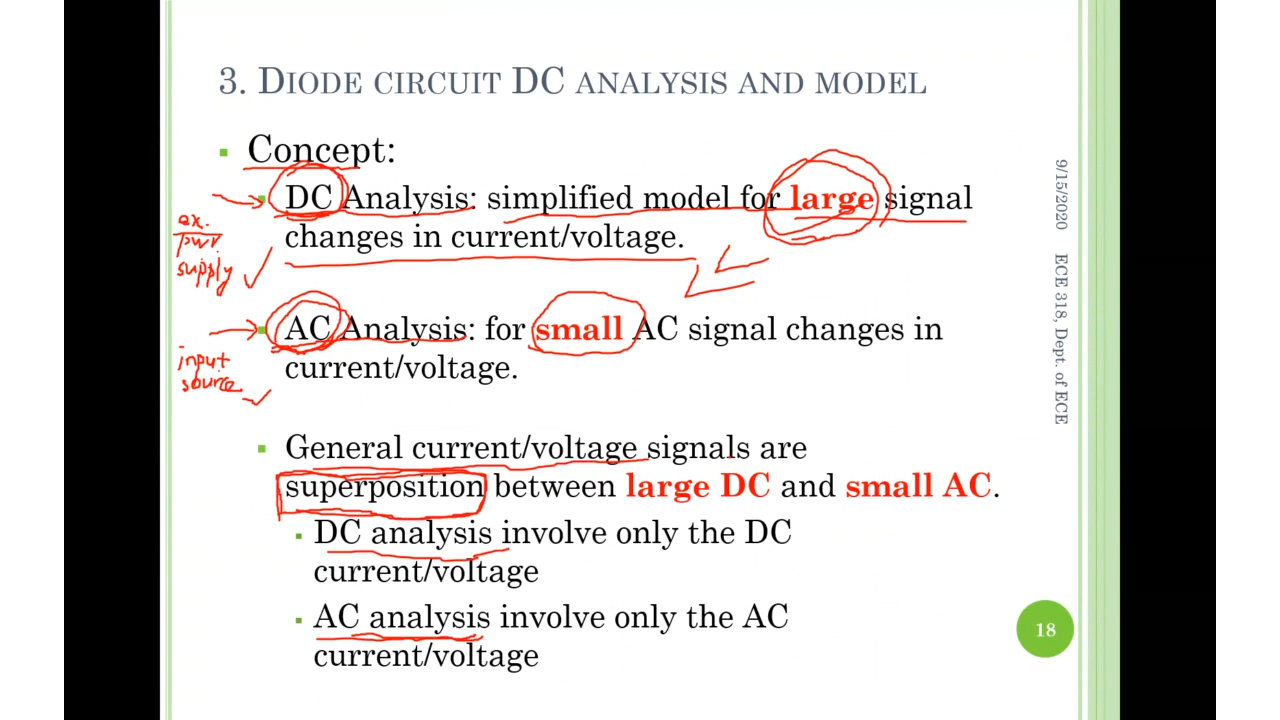 3. DIODE CIRCUIT DC ANALYSIS AND MODEL
Concept:
DC Analysis: simplified model for large signal
changes in current/voltage.
ex.
pwr
supply
AC Analysis: for small AC signal changes in
current/voltage.
input
source
General current/voltage signals are
superposition between large DC and small AC.
DC analysis involve only the DC
current/voltage
AC analysis involve only the AC
current/voltage
9/15/2020 ECE 318, Dept. of ECE
18